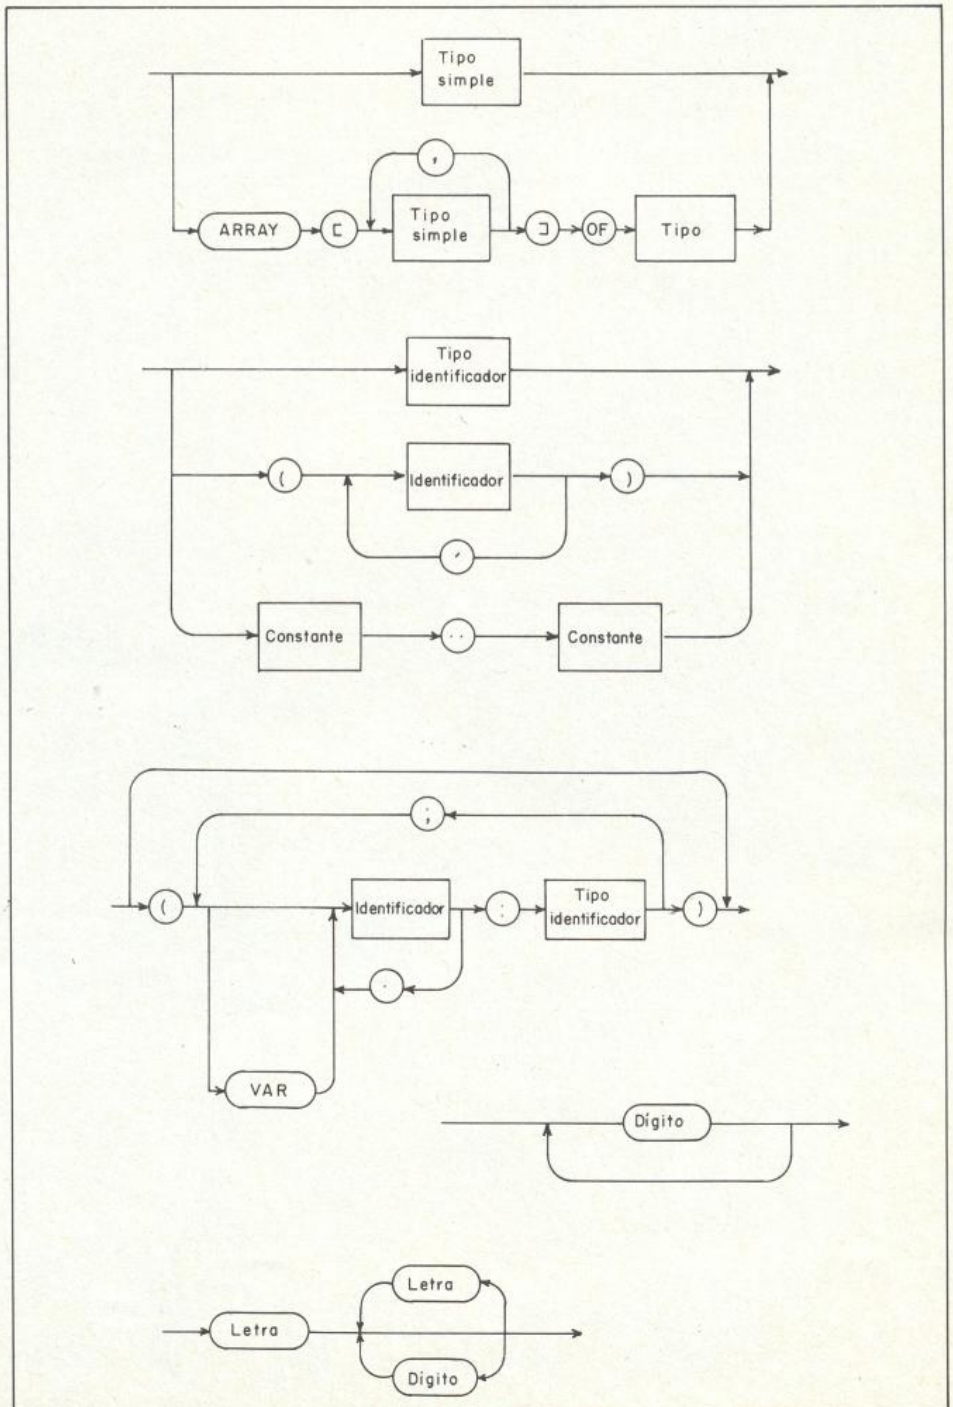 Tipo
simple
,
ARRAY [ Tipo
simple ] OF Tipo
Tipo
identificador
( Identificador )
,
Constante .. Constante
;
( Identificador : Tipo
identificador )
.
VAR
Dígito
Letra
Letra
Digito